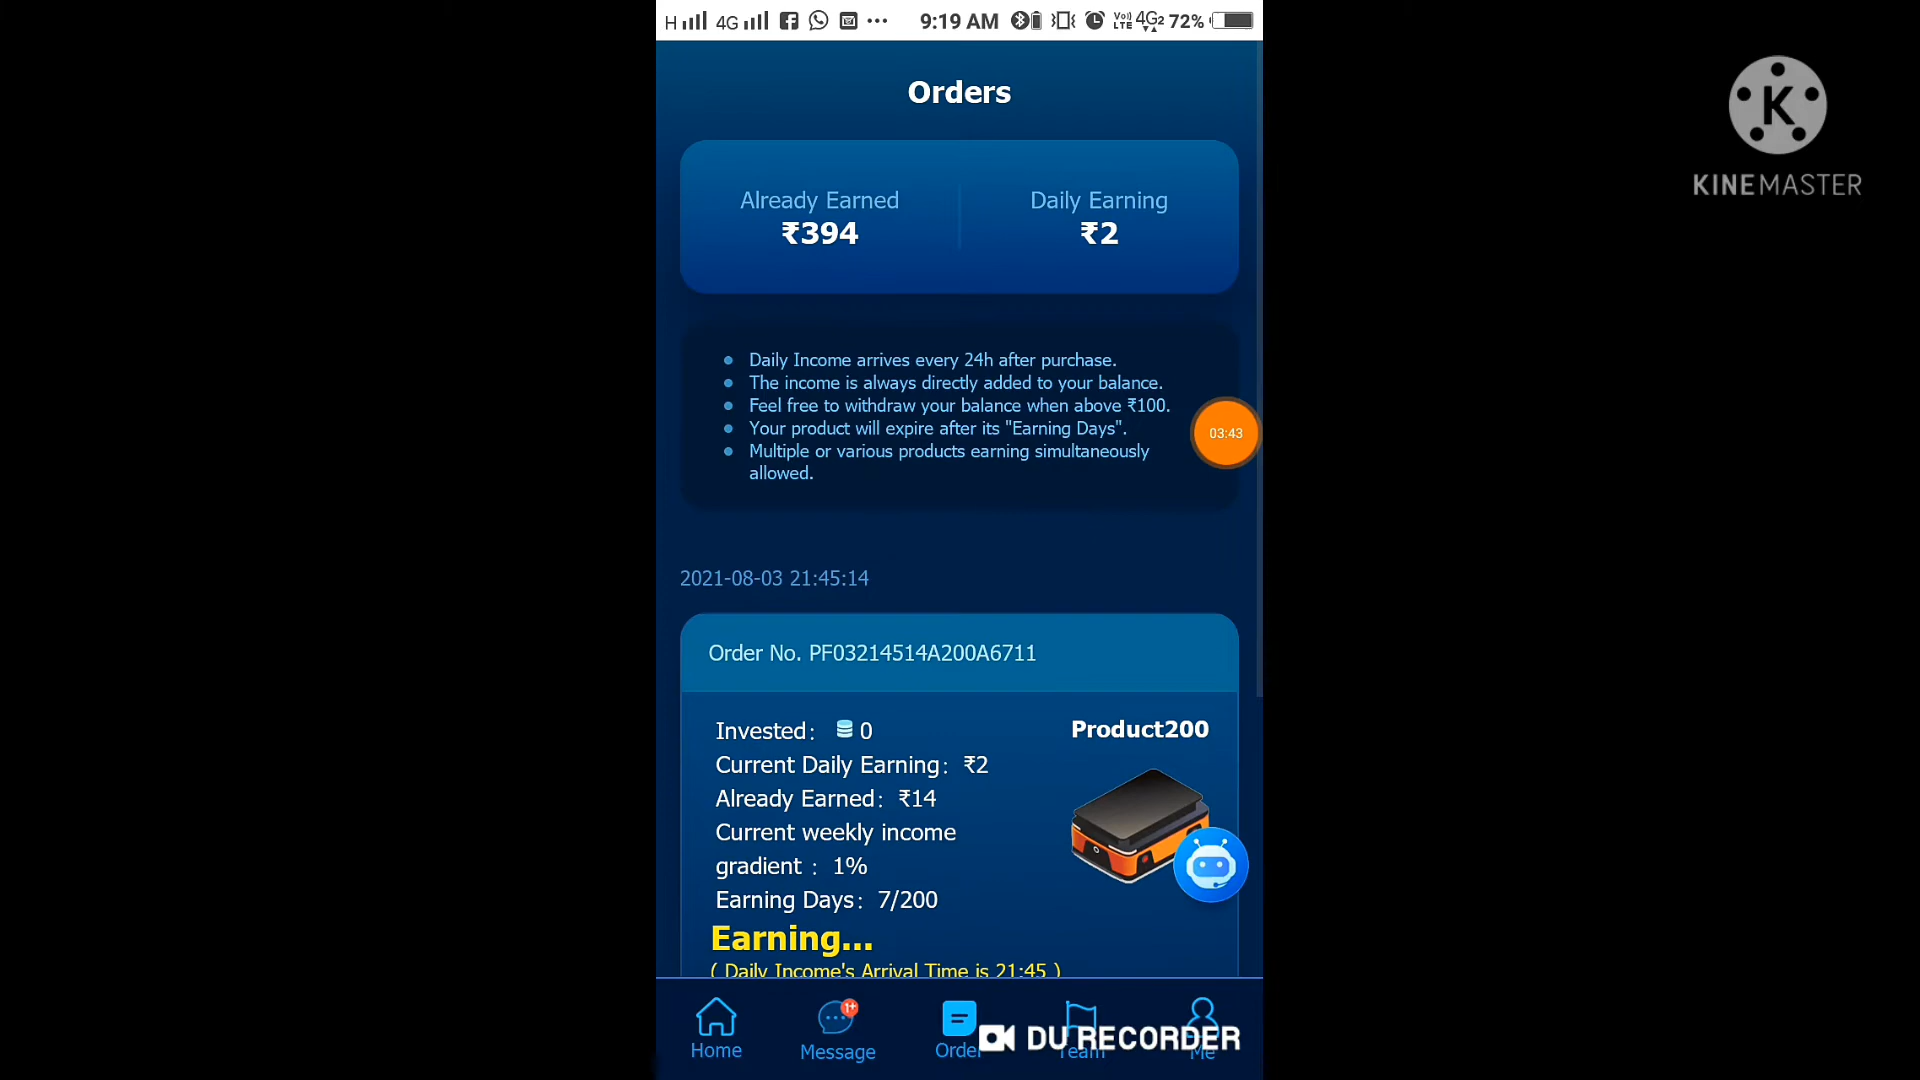 H 4G 9:19 AM VoD LTE 4G2 72%
Orders
Already Earned Daily Earning
₹394 ₹2
Daily Income arrives every 24h after purchase.
The income is always directly added to your balance.
Feel free to withdraw your balance when above ₹100.
Your product will expire after its "Earning Days".
Multiple or various products earning simultaneously
allowed.
03:43
2021-08-03 21:45:14
Order No. PF03214514A200A6711
Invested: 0 Product200
Current Daily Earning: ₹2
Already Earned: ₹14
Current weekly income
gradient : 1%
Earning Days: 7/200
Earning...
( Daily Income's Arrival Time is 21:45 )
1+
DU RECORDER
Home Message Order Team Me
K
KINEMASTER